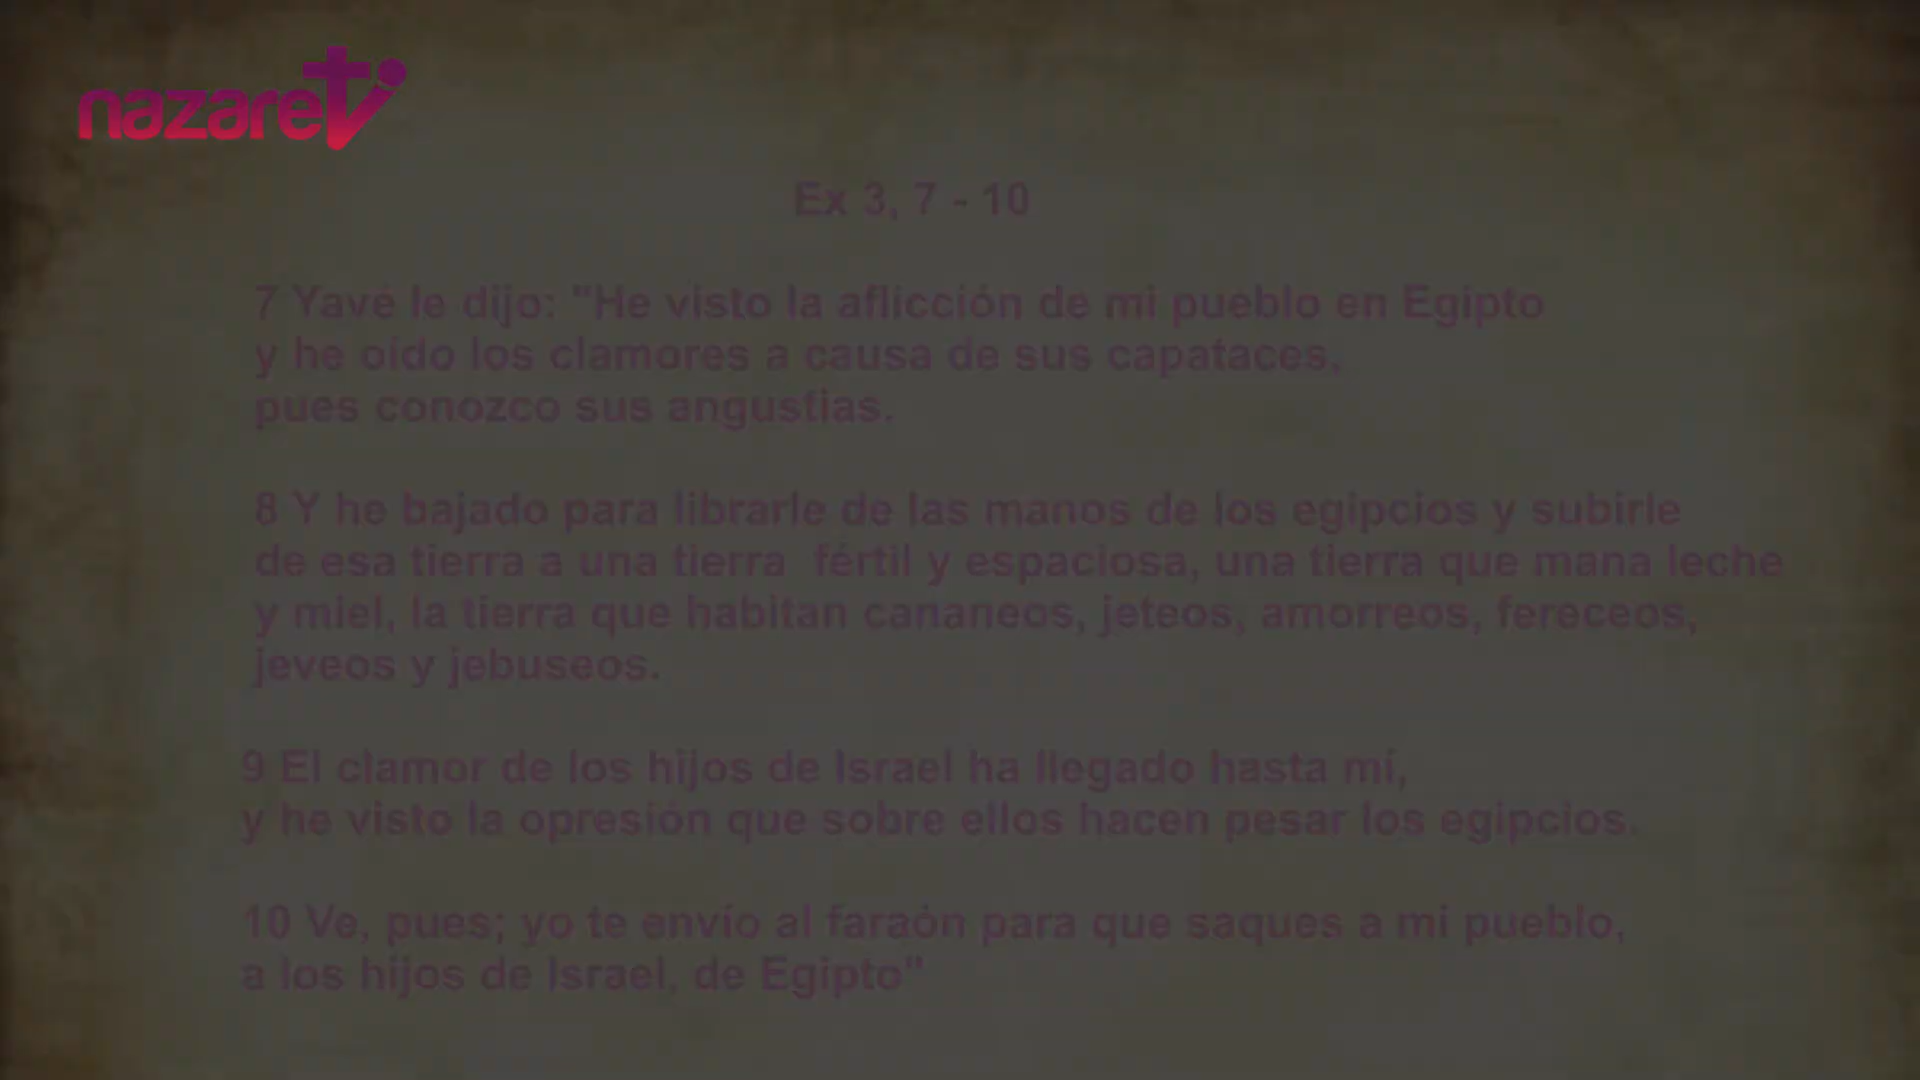 nazaretv
Ex 3, 7 - 10
7 Yavé le dijo: "He visto la aflicción de mi pueblo en Egipto
y he oído los clamores a causa de sus capataces,
pues conozco sus angustias.
8 Y he bajado para librarle de las manos de los egipcios y subirle
de esa tierra a una tierra fértil y espaciosa, una tierra que mana leche
y miel, la tierra que habitan cananeos, jeteos, amorreos, fereceos,
jeveos y jebuseos.
9 El clamor de los hijos de Israel ha llegado hasta mí,
y he visto la opresión que sobre ellos hacen pesar los egipcios.
10 Ve, pues; yo te envío al faraón para que saques a mi pueblo,
a los hijos de Israel, de Egipto"